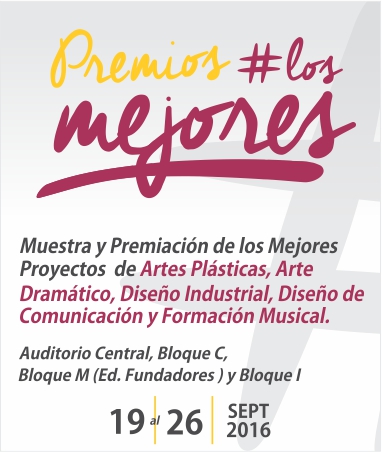 Premios #los
mejores
Muestra y Premiación de los Mejores
Proyectos de Artes Plásticas, Arte
Dramático, Diseño Industrial, Diseño de
Comunicación y Formación Musical.
Auditorio Central, Bloque C,
Bloque M (Ed. Fundadores ) y Bloque I
19 al 26 SEPT
2016